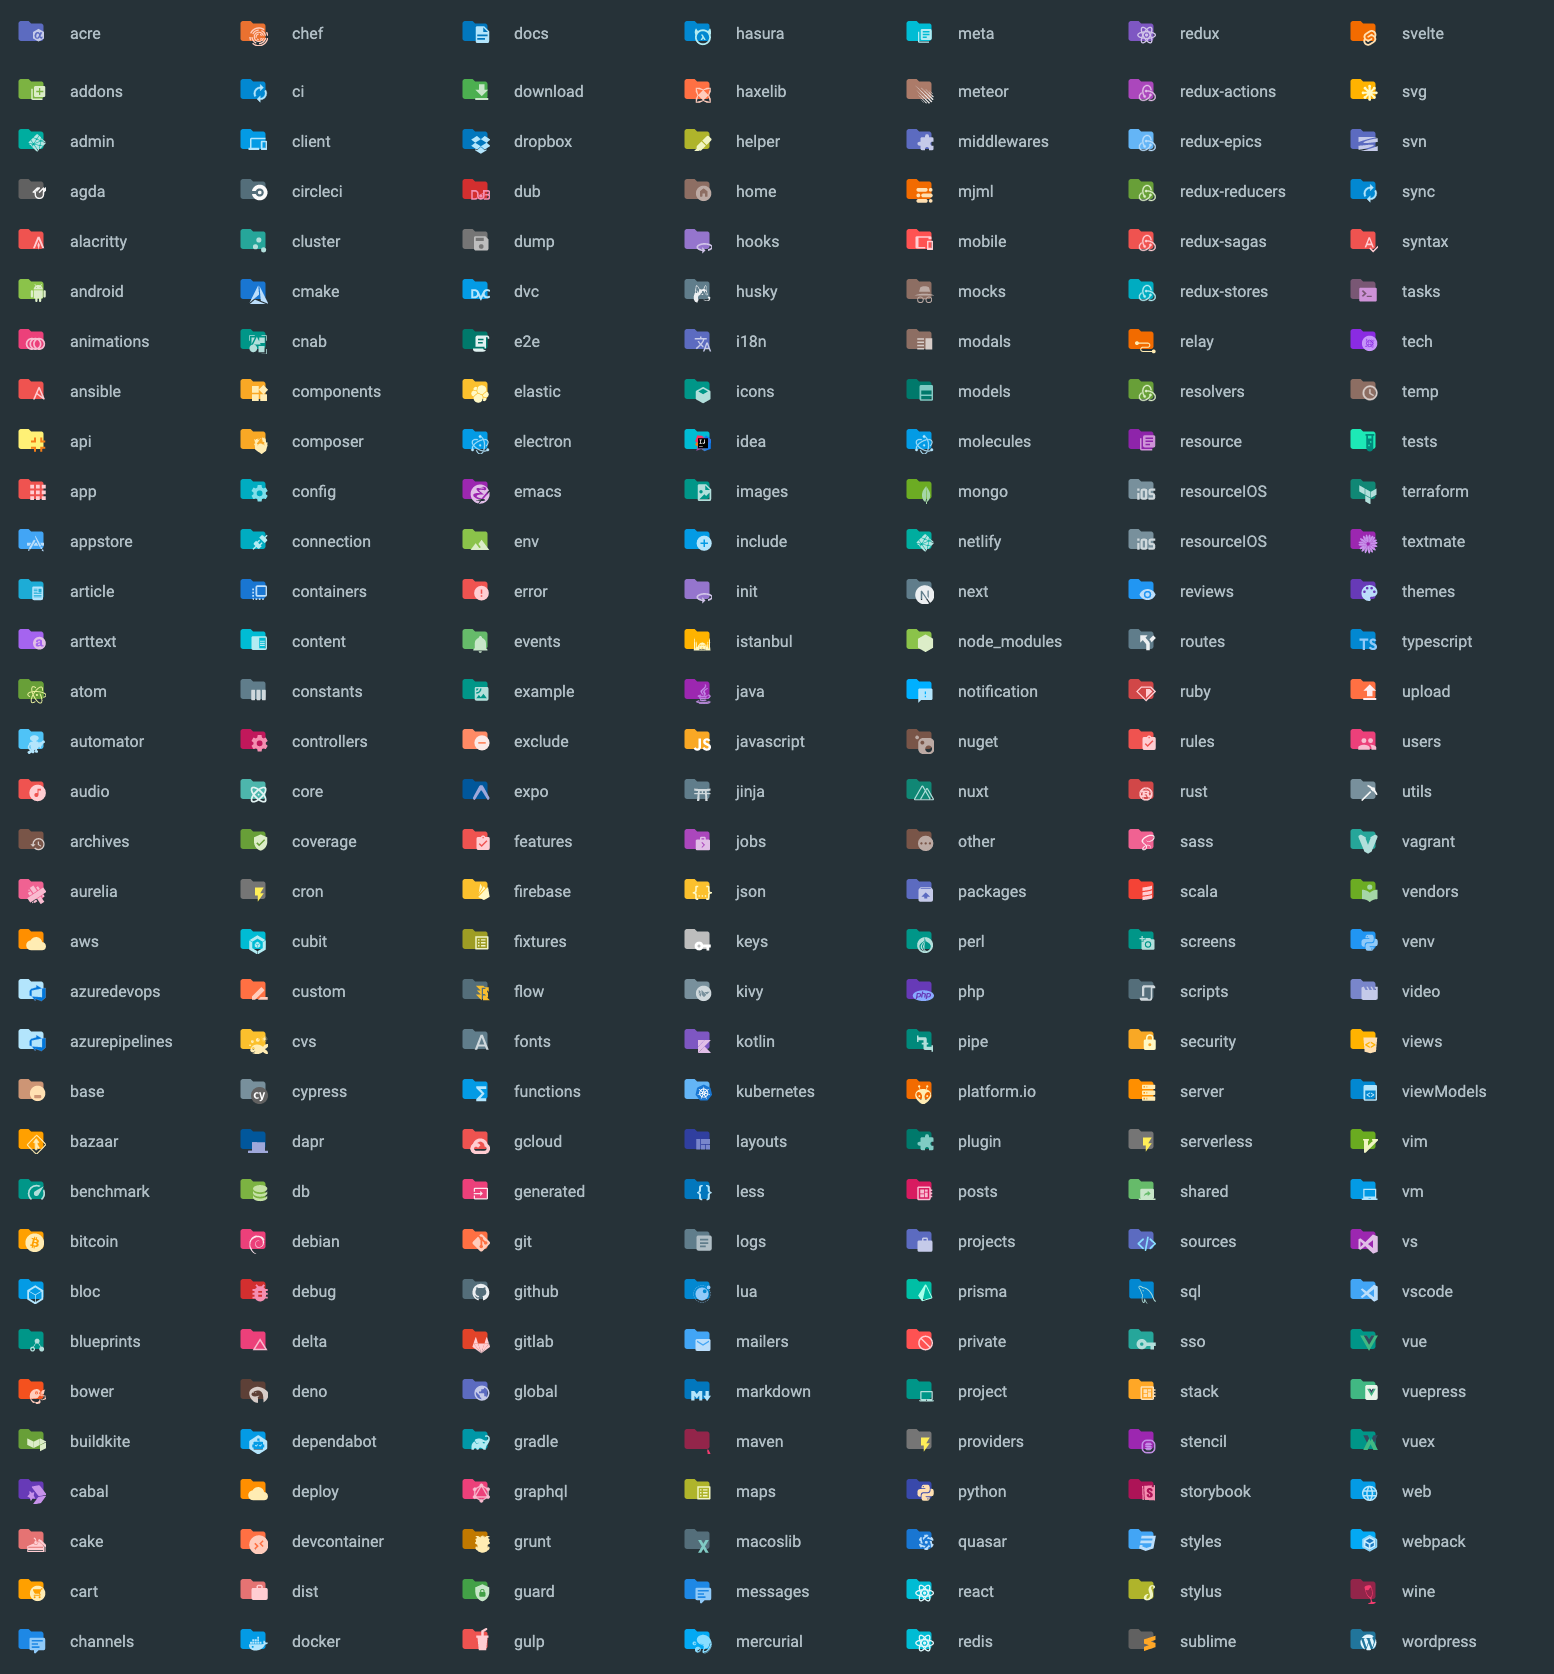 acre
addons
admin
agda
alacritty
android
animations
ansible
api
app
appstore
article
arttext
atom
automator
audio
archives
aurelia
aws
azuredevops
azurepipelines
base
bazaar
benchmark
bitcoin
bloc
blueprints
bower
buildkite
cabal
cake
cart
channels
chef
ci
client
circleci
cluster
cmake
cnab
components
composer
config
connection
containers
content
constants
controllers
core
coverage
cron
cubit
custom
cvs
cypress
dapr
db
debian
debug
delta
deno
dependabot
deploy
devcontainer
dist
docker
docs
download
dropbox
dub
dump
dvc
e2e
elastic
electron
emacs
env
error
events
example
exclude
expo
features
firebase
fixtures
flow
fonts
functions
gcloud
generated
git
github
gitlab
global
gradle
graphql
grunt
guard
gulp
hasura
haxelib
helper
home
hooks
husky
i18n
icons
idea
images
include
init
istanbul
java
javascript
jinja
jobs
json
keys
kivy
kotlin
kubernetes
layouts
less
logs
lua
mailers
markdown
maven
maps
macoslib
messages
mercurial
meta
meteor
middlewares
mjml
mobile
mocks
modals
models
molecules
mongo
netlify
next
node_modules
notification
nuget
nuxt
other
packages
perl
php
pipe
platform.io
plugin
posts
projects
prisma
private
project
providers
python
quasar
react
redis
redux
redux-actions
redux-epics
redux-reducers
redux-sagas
redux-stores
relay
resolvers
resource
resourceIOS
resourceIOS
reviews
routes
ruby
rules
rust
sass
scala
screens
scripts
security
server
serverless
shared
sources
sql
sso
stack
stencil
storybook
styles
stylus
sublime
svelte
svg
svn
sync
syntax
tasks
tech
temp
tests
terraform
textmate
themes
typescript
upload
users
utils
vagrant
vendors
venv
video
views
viewModels
vim
vm
vs
vscode
vue
vuepress
vuex
web
webpack
wine
wordpress